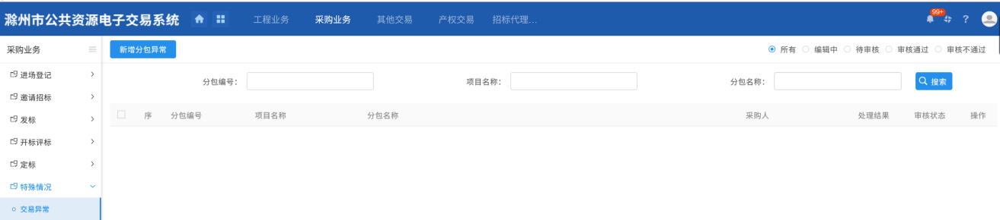 滁州市公共资源电子交易系统 工程业务 采购业务 其他交易 产权交易 招标代理... 99+ ?
采购业务 新增分包异常 所有 编辑中 待审核 审核通过 审核不通过
进场登记
分包编号： 项目名称： 分包名称： 搜索
邀请招标
序 分包编号 项目名称 分包名称 采购人 处理结果 审核状态 操作
发标
开标评标
定标
特殊情况
交易异常